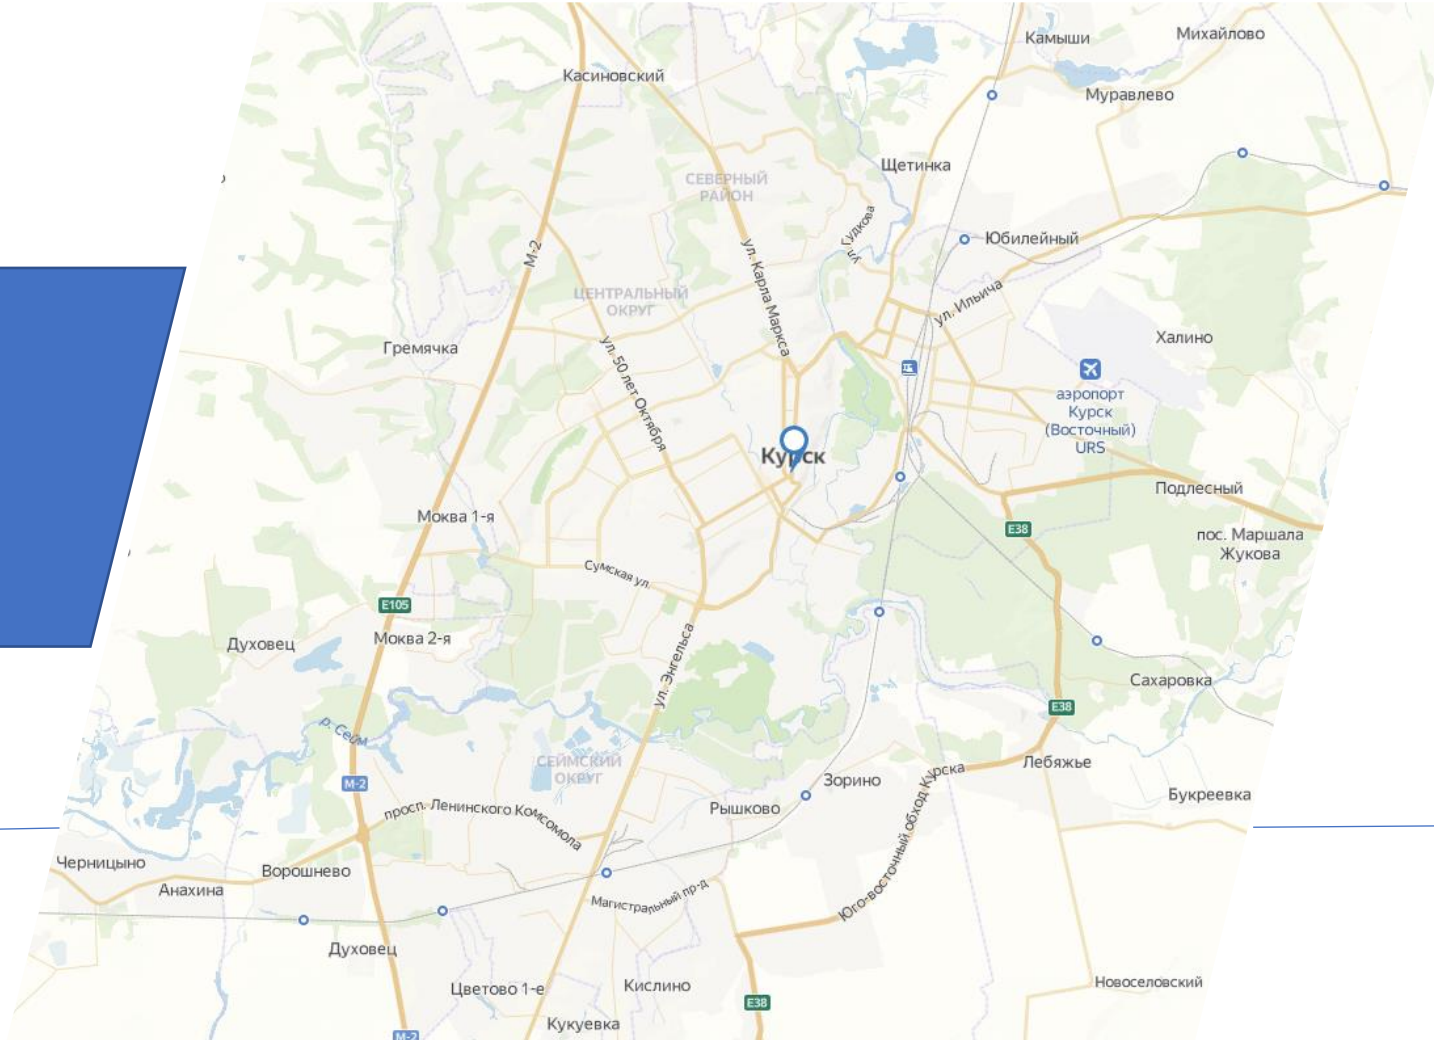 Камыши
Михайлово
Касиновский
Муравлево
Щетинка
СЕВЕРНЫЙ
РАЙОН
ул. Гудкова
Юбилейный
М-2
ул. Карла Маркса
ЦЕНТРАЛЬНЫЙ
ОКРУГ
ул. Ильича
Гремячка
Халино
ул. 50 лет Октября
аэропорт
Курск
(Восточный)
URS
Курск
Подлесный
Моква 1-я
E38
пос. Маршала
Жукова
Сумская ул.
E105
Духовец
Моква 2-я
ул. Энгельса
Сахаровка
E38
р. Сейм
СЕЙМСКИЙ
ОКРУГ
Лебяжье
М-2
Зорино
Юго-восточный обход Курска
Букреевка
просп. Ленинского Комсомола
Рышково
Черницыно
Ворошнево
Анахина
Магистральный пр-д
Духовец
Цветово 1-е
Кислино
Новоселовский
E38
Кукуевка
М-2